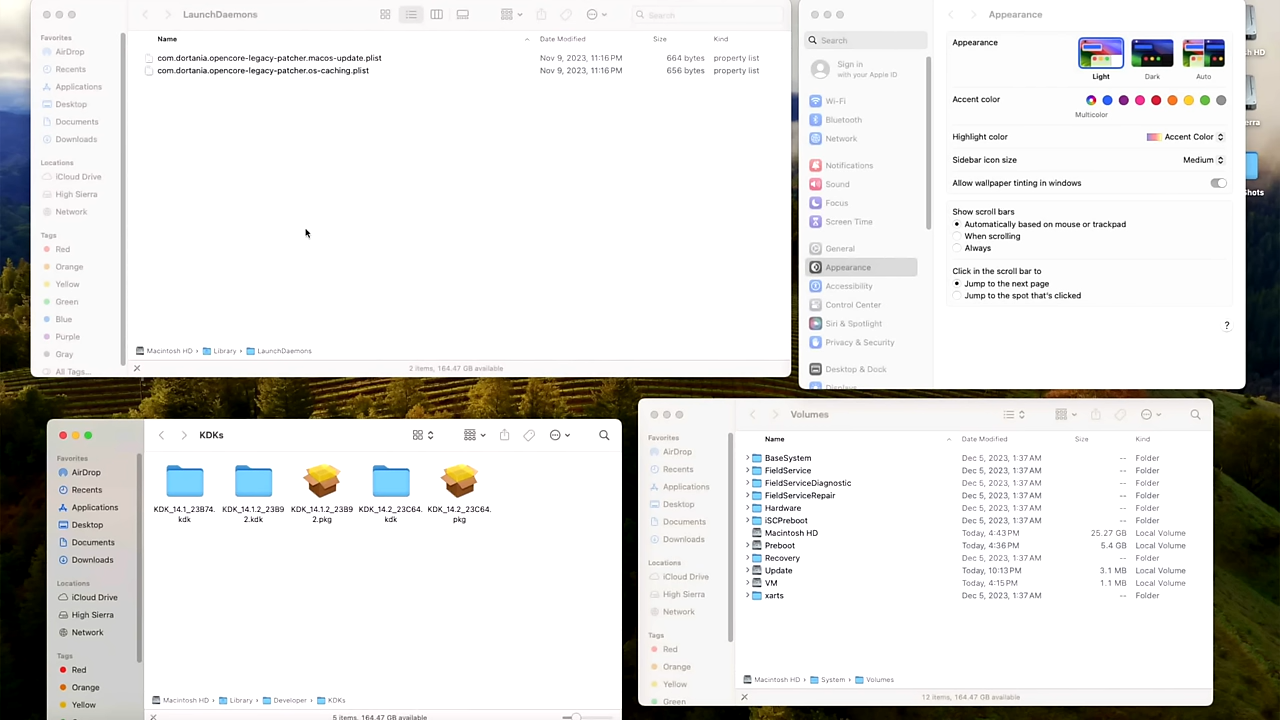 LaunchDaemons
Search
Favorites
AirDrop
Recents
Applications
Desktop
Documents
Downloads
Locations
iCloud Drive
High Sierra
Network
Tags
Red
Orange
Yellow
Green
Blue
Purple
Gray
All Tags...
Name Date Modified Size Kind
com.dortania.opencore-legacy-patcher.macos-update.plist Nov 9, 2023, 11:16 PM 664 bytes property list
com.dortania.opencore-legacy-patcher.os-caching.plist Nov 9, 2023, 11:16 PM 656 bytes property list
Macintosh HD › Library › LaunchDaemons
2 items, 164.47 GB available
Appearance
Search
Sign in
with your Apple ID
Wi-Fi
Bluetooth
Network
Notifications
Sound
Focus
Screen Time
General
Appearance
Accessibility
Control Center
Siri & Spotlight
Privacy & Security
Desktop & Dock
Displays
Appearance
Light Dark Auto
Accent color
Multicolor
Highlight color Accent Color
Sidebar icon size Medium
Allow wallpaper tinting in windows
Show scroll bars
Automatically based on mouse or trackpad
When scrolling
Always
Click in the scroll bar to
Jump to the next page
Jump to the spot that's clicked
?
HD
KDKs
Favorites
AirDrop
Recents
Applications
Desktop
Documents
Downloads
Locations
iCloud Drive
High Sierra
Network
Tags
Red
Orange
Yellow
KDK_14.1_23B74.
kdk
KDK_14.1.2_23B9
2.kdk
KDK_14.1.2_23B9
2.pkg
KDK_14.2_23C64.
kdk
KDK_14.2_23C64.
pkg
Macintosh HD › Library › Developer › KDKs
5 items, 164.47 GB available
Volumes
Favorites
AirDrop
Recents
Applications
Desktop
Documents
Downloads
Locations
iCloud Drive
High Sierra
Network
Tags
Red
Orange
Yellow
Green
Name Date Modified Size Kind
BaseSystem Dec 5, 2023, 1:37 AM -- Folder
FieldService Dec 5, 2023, 1:37 AM -- Folder
FieldServiceDiagnostic Dec 5, 2023, 1:37 AM -- Folder
FieldServiceRepair Dec 5, 2023, 1:37 AM -- Folder
Hardware Dec 5, 2023, 1:37 AM -- Folder
iSCPreboot Dec 5, 2023, 1:37 AM -- Folder
Macintosh HD Today, 4:43 PM 25.27 GB Local Volume
Preboot Today, 4:36 PM 5.4 GB Local Volume
Recovery Dec 5, 2023, 1:37 AM -- Folder
Update Today, 10:13 PM 3.1 MB Local Volume
VM Today, 4:15 PM 1.1 MB Local Volume
xarts Dec 5, 2023, 1:37 AM -- Folder
Macintosh HD › System › Volumes
12 items, 164.47 GB available